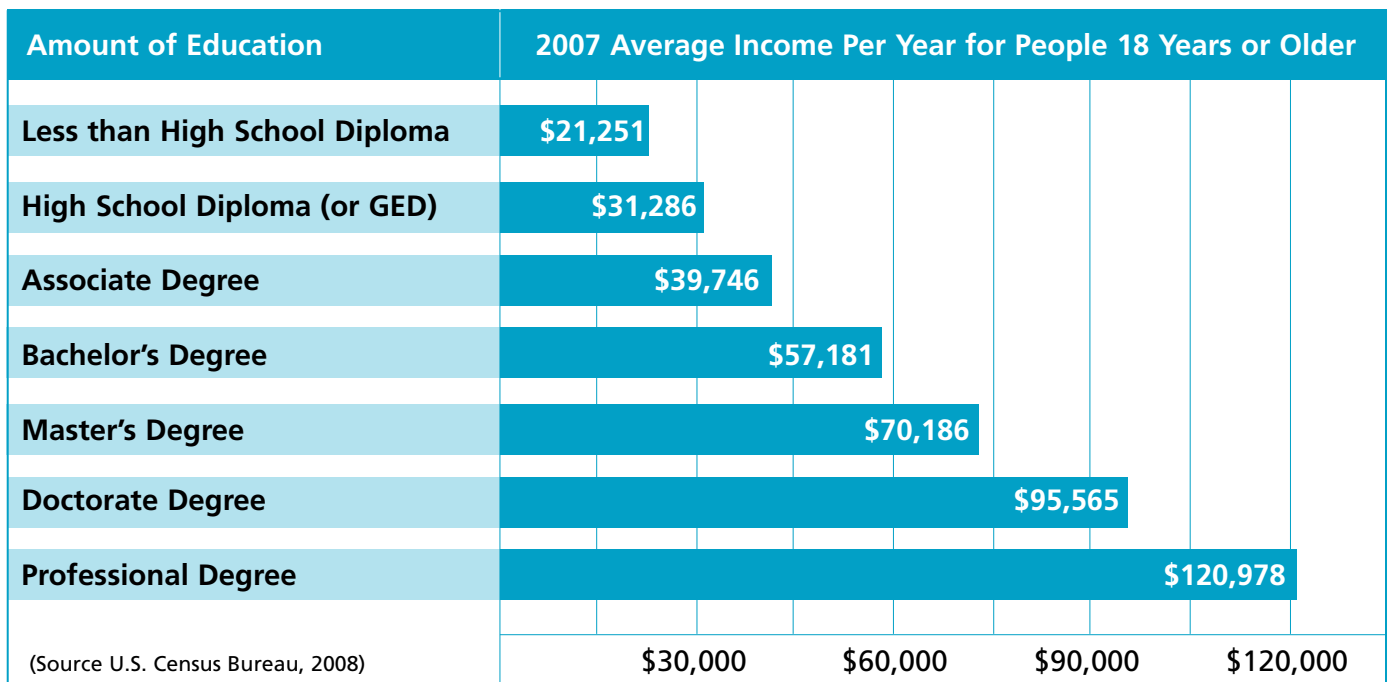 Amount of Education
2007 Average Income Per Year for People 18 Years or Older
Less than High School Diploma
$21,251
High School Diploma (or GED)
$31,286
Associate Degree
$39,746
Bachelor’s Degree
$57,181
Master’s Degree
$70,186
Doctorate Degree
$95,565
Professional Degree
$120,978
(Source U.S. Census Bureau, 2008)
$30,000
$60,000
$90,000
$120,000